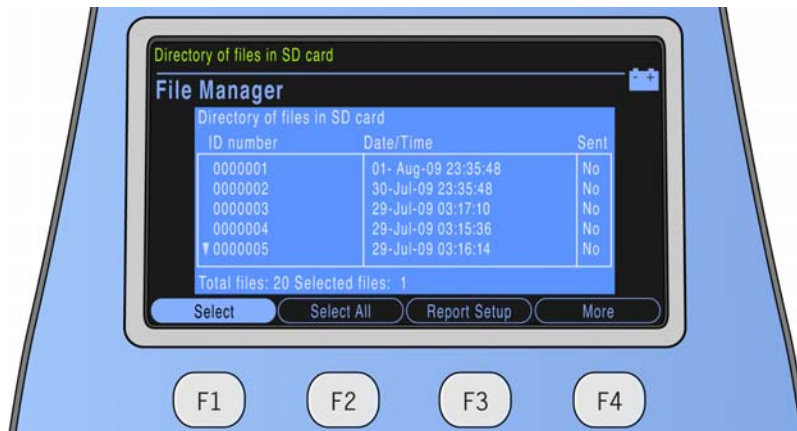 Directory of files in SD card
File Manager
- +
Directory of files in SD card
ID number Date/Time Sent
0000001 01- Aug-09 23:35:48 No
0000002 30-Jul-09 23:35:48 No
0000003 29-Jul-09 03:17:10 No
0000004 29-Jul-09 03:15:36 No
▼0000005 29-Jul-09 03:16:14 No
Total files: 20 Selected files: 1
Select Select All Report Setup More
F1 F2 F3 F4